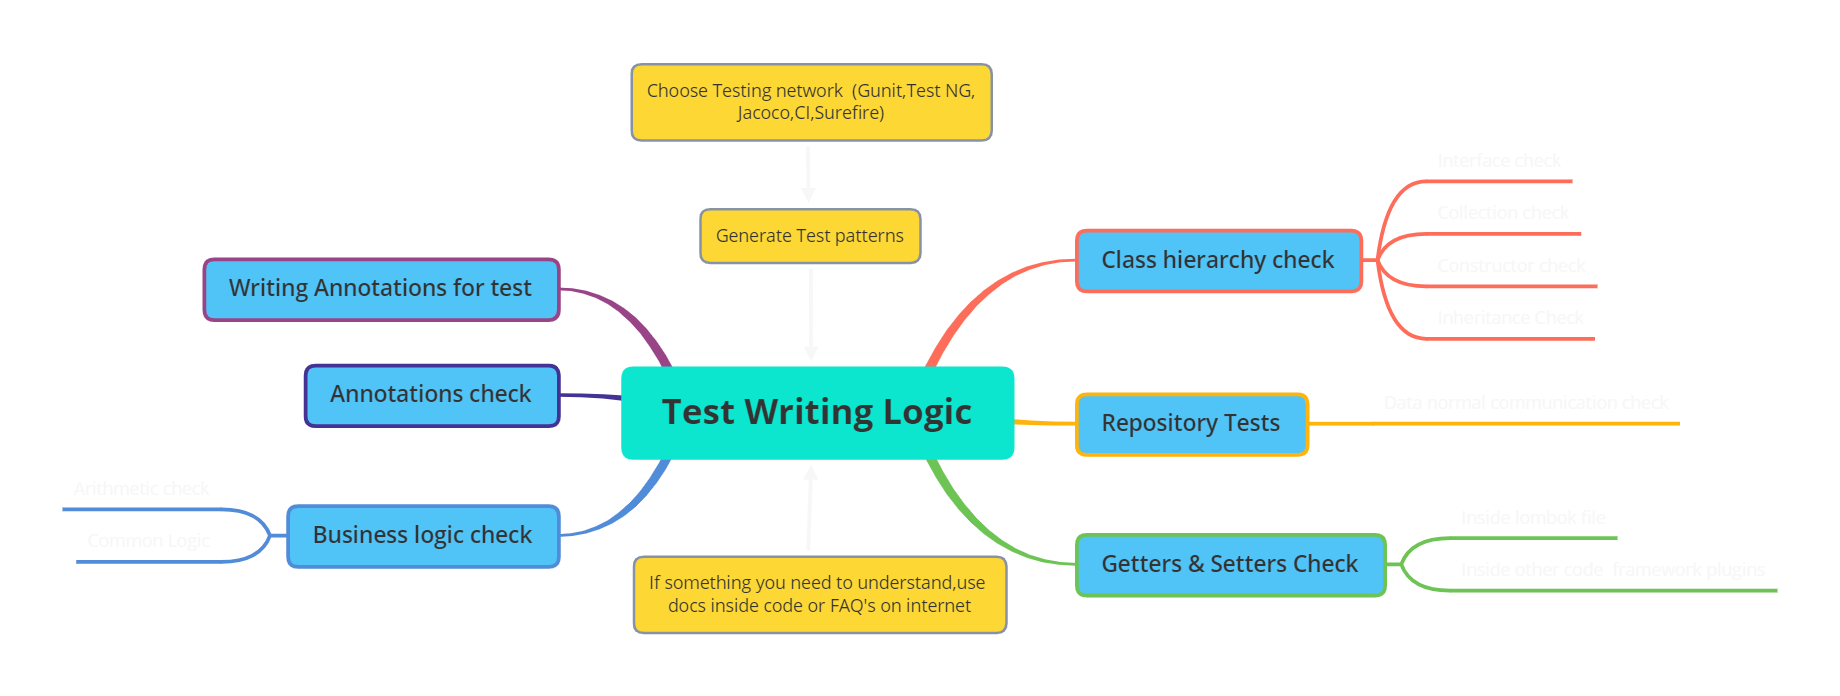 Choose Testing network  (Gunit,Test NG,
Jacoco,CI,Surefire)
Generate Test patterns
Writing Annotations for test
Annotations check
Arithmetic check
Common Logic
Business logic check
Test Writing Logic
If something you need to understand,use
docs inside code or FAQ's on internet
Class hierarchy check
Interface check
Collection check
Constructor check
Inheritance Check
Repository Tests
Data normal communication check
Getters & Setters Check
Inside lombok file
Inside other code  framework plugins